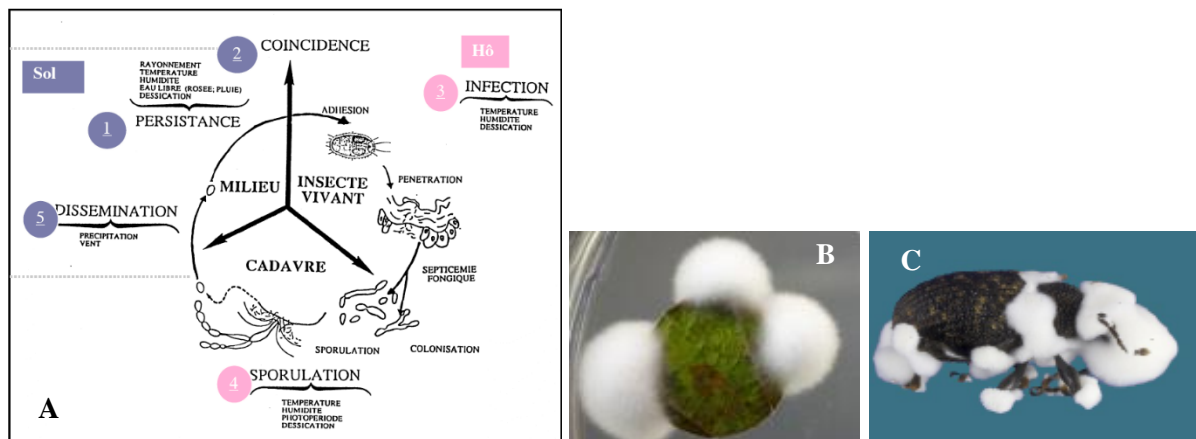 2
COINCIDENCE
Hô
Sol
RAYONNEMENT
TEMPERATURE
HUMIDITE
EAU LIBRE (ROSEE; PLUIE)
DESSICATION
3
INFECTION
TEMPERATURE
HUMIDITE
DESSICATION
1
PERSISTANCE
ADHESION
MILIEU
INSECTE
VIVANT
PENETRATION
5
DISSEMINATION
PRECIPITATION
VENT
CADAVRE
SEPTICEMIE
FONGIQUE
SPORULATION
COLONISATION
4
SPORULATION
TEMPERATURE
HUMIDITE
PHOTOPERIODE
DESSICATION
A
B
C